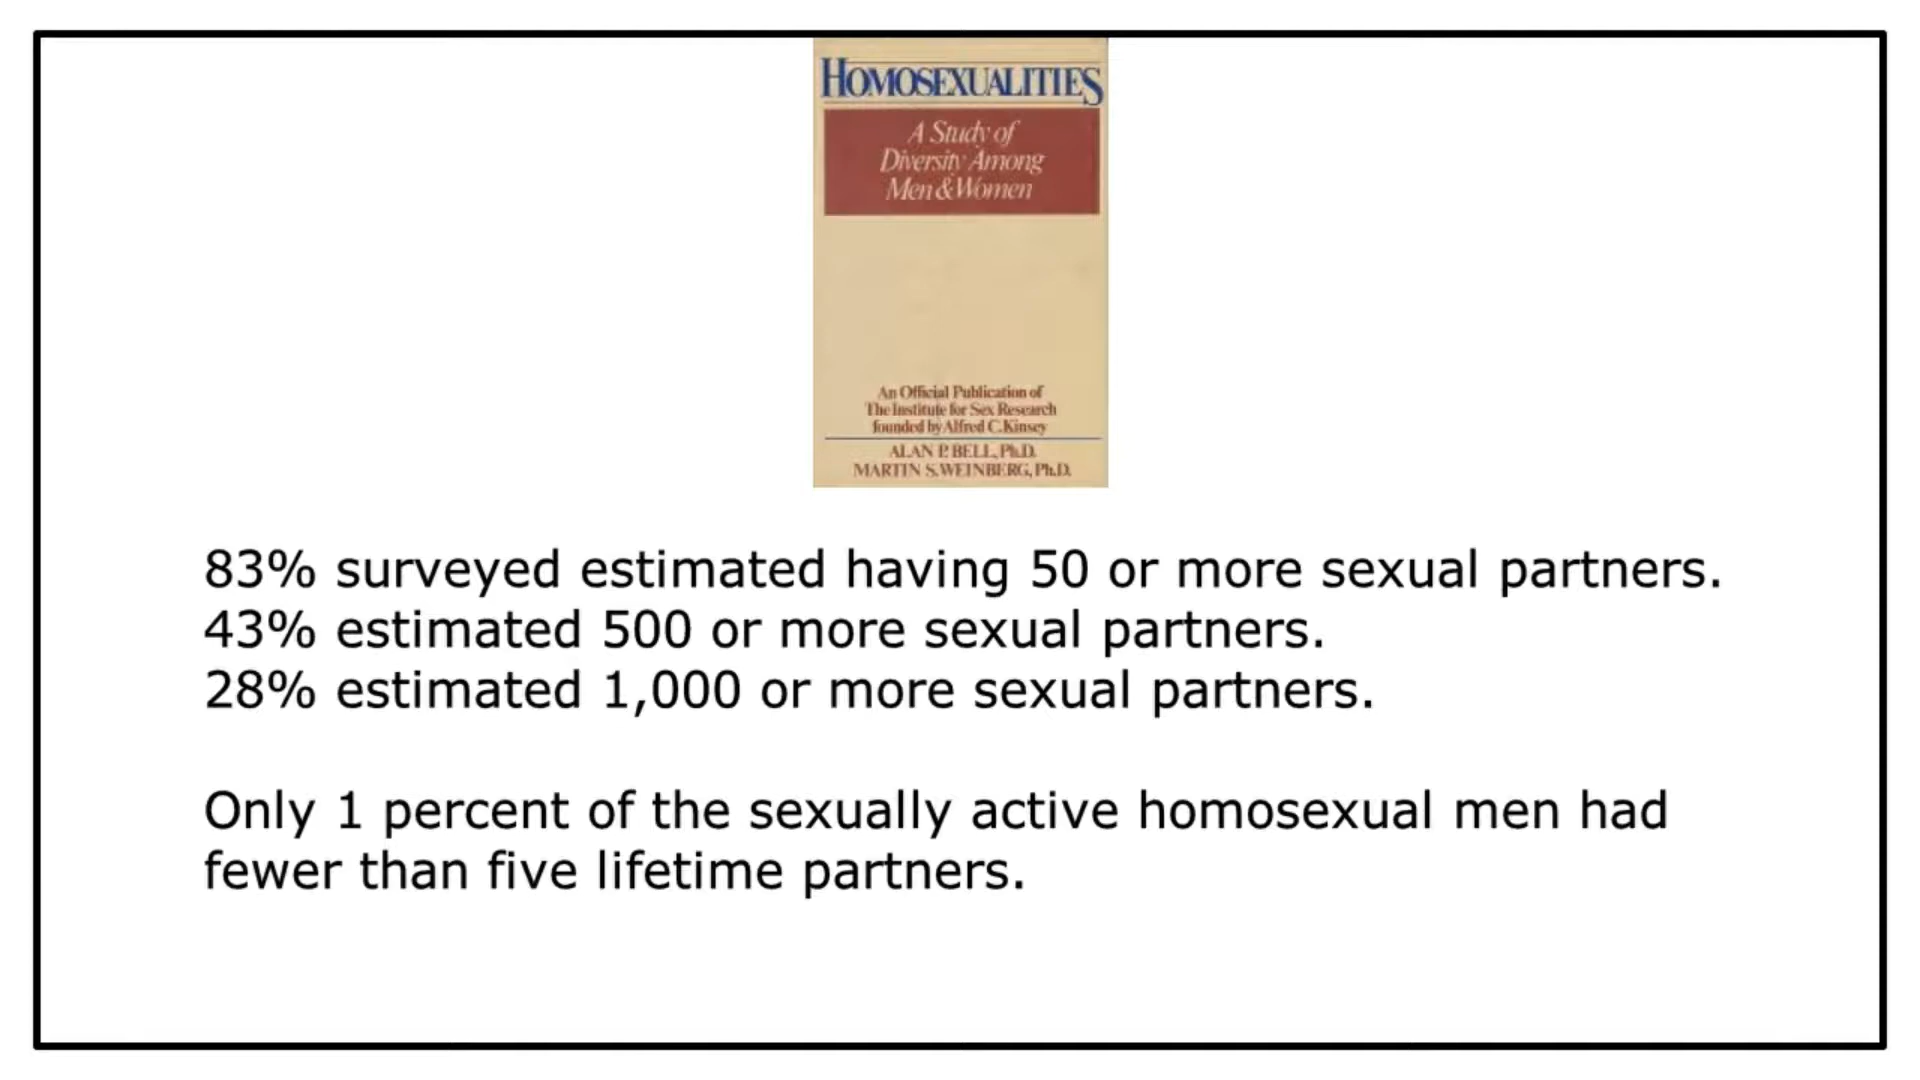 HOMOSEXUALITIES
A Study of
Diversity Among
Men & Women
An Official Publication of
The Institute for Sex Research
founded by Alfred C. Kinsey
ALAN P. BELL, Ph.D.
MARTIN S. WEINBERG, Ph.D.
83% surveyed estimated having 50 or more sexual partners.
43% estimated 500 or more sexual partners.
28% estimated 1,000 or more sexual partners.
Only 1 percent of the sexually active homosexual men had
fewer than five lifetime partners.